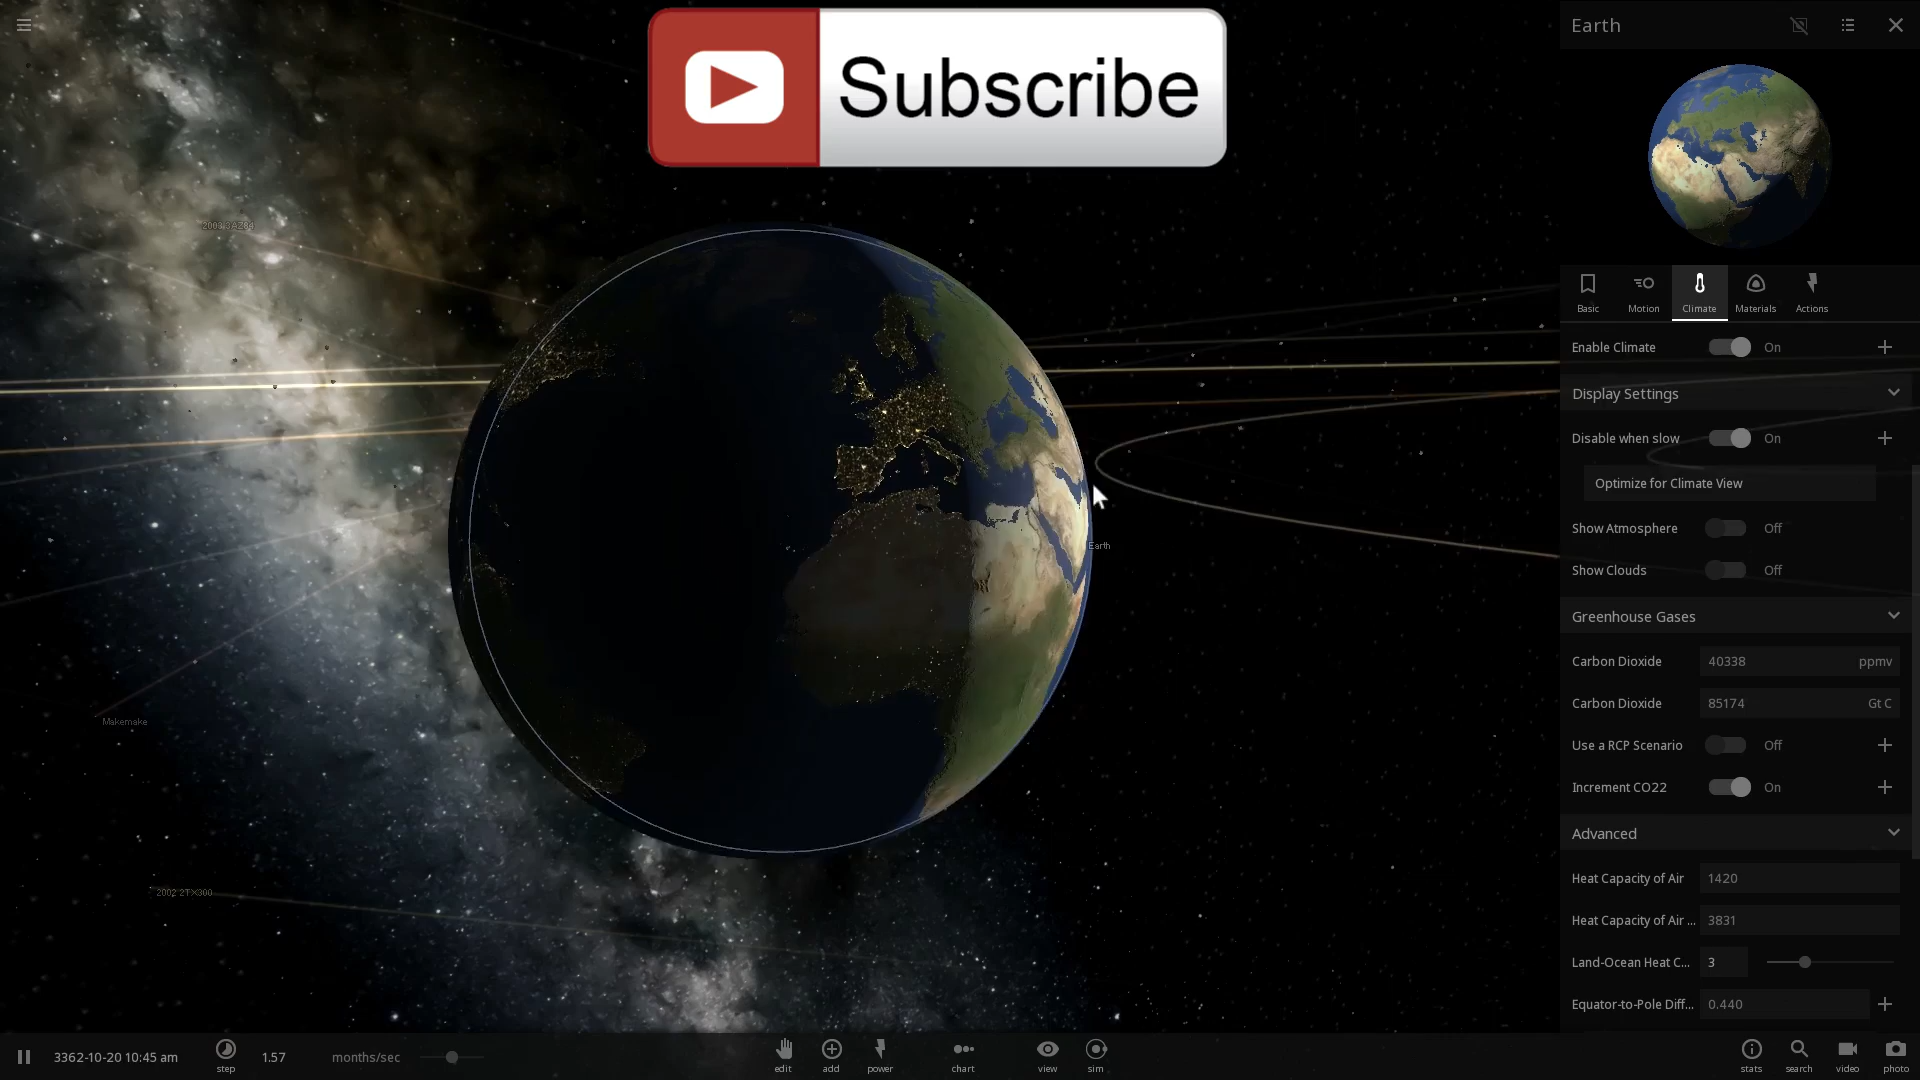 Subscribe
Earth
2003 3AZ84
Basic
Motion
Climate
Materials
Actions
Enable Climate On
Display Settings
Disable when slow On
Optimize for Climate View
Show Atmosphere Off
Show Clouds Off
Greenhouse Gases
Carbon Dioxide 40338 ppmv
Carbon Dioxide 85174 Gt C
Use a RCP Scenario Off
Increment CO22 On
Advanced
Heat Capacity of Air 1420
Heat Capacity of Air ... 3831
Land-Ocean Heat C... 3
Equator-to-Pole Diff... 0.440
Earth
Makemake
2002 2TX300
3362-10-20 10:45 am
step
1.57 months/sec
edit
add
power
chart
view
sim
stats
search
video
photo